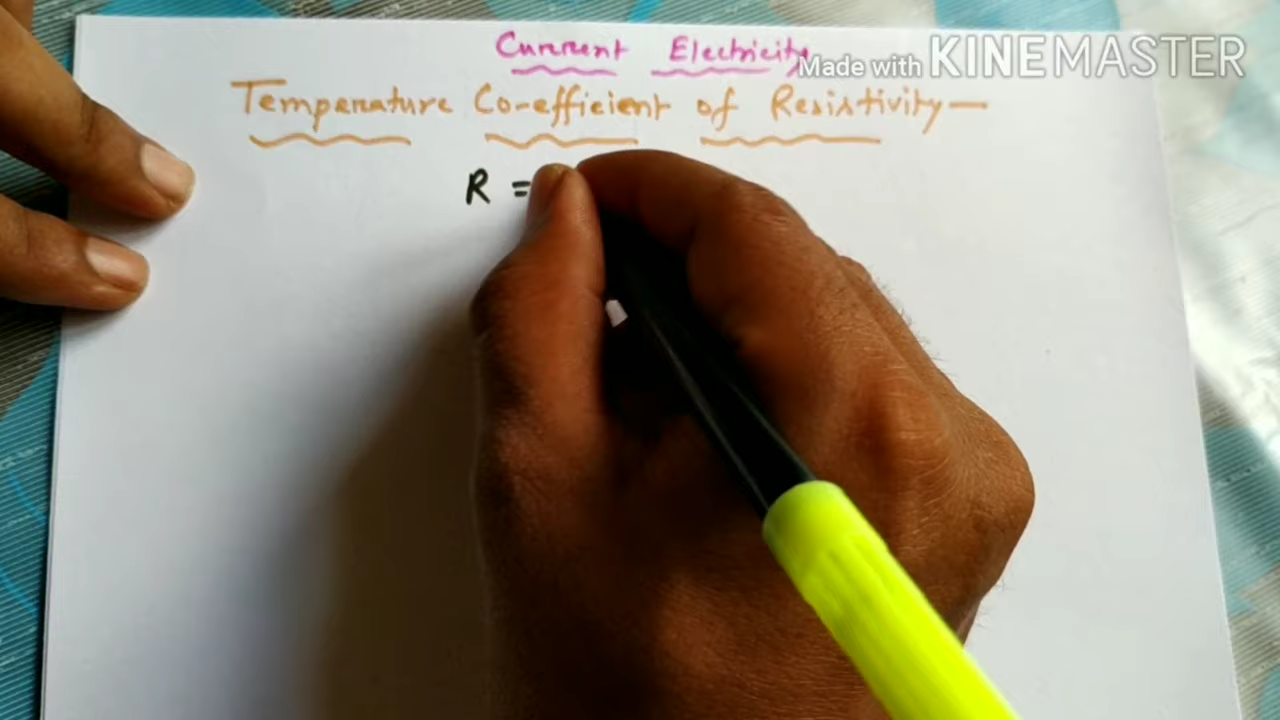 Current Electricity
Made with KINEMASTER
Temperature Co-efficient of Resistivity—
R =